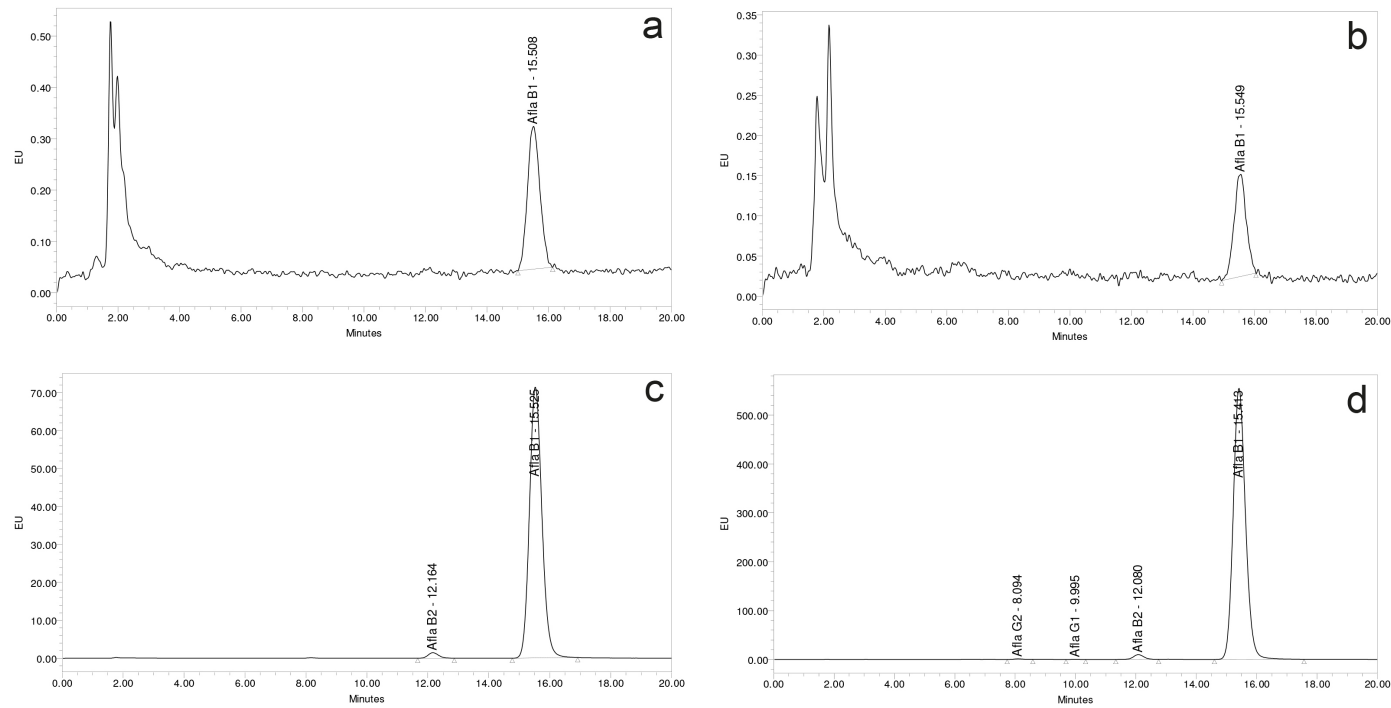 a
Afla B1 - 15.508
0.50
0.40
0.30
0.20
0.10
0.00
EU
0.00 2.00 4.00 6.00 8.00 10.00 12.00 14.00 16.00 18.00 20.00
Minutes
b
Afla B1 - 15.549
0.35
0.30
0.25
0.20
0.15
0.10
0.05
0.00
EU
0.00 2.00 4.00 6.00 8.00 10.00 12.00 14.00 16.00 18.00 20.00
Minutes
c
Afla B2 - 12.164
Afla B1 - 15.525
70.00
60.00
50.00
40.00
30.00
20.00
10.00
0.00
EU
0.00 2.00 4.00 6.00 8.00 10.00 12.00 14.00 16.00 18.00 20.00
Minutes
d
Afla G2 - 8.094
Afla G1 - 9.995
Afla B2 - 12.080
Afla B1 - 15.413
500.00
400.00
300.00
200.00
100.00
0.00
EU
0.00 2.00 4.00 6.00 8.00 10.00 12.00 14.00 16.00 18.00 20.00
Minutes